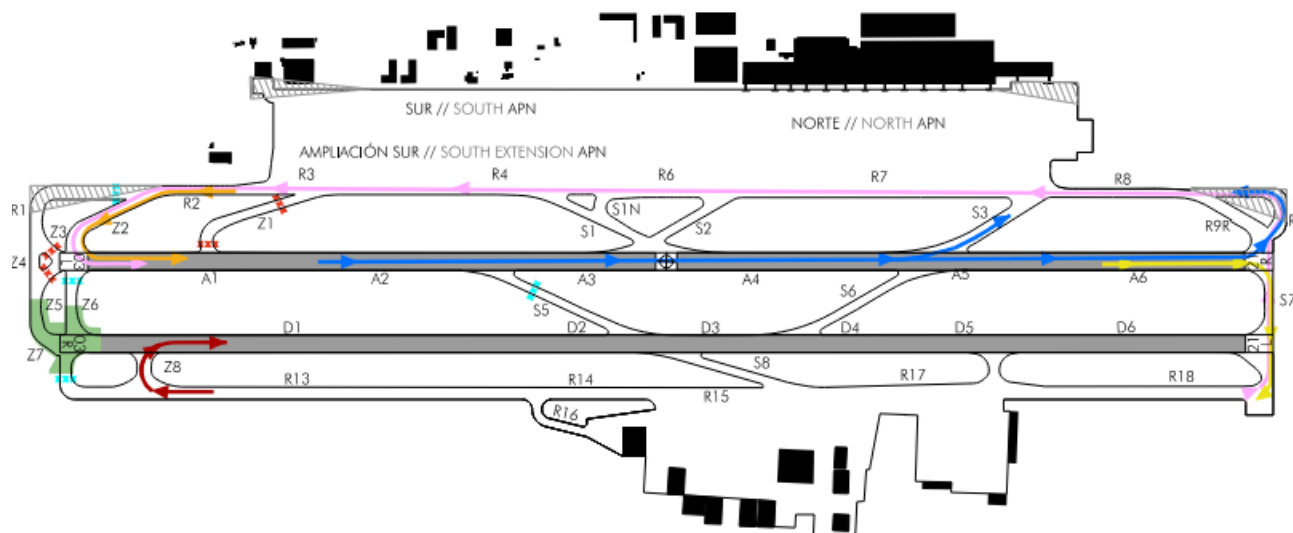 SUR // SOUTH APN
NORTE // NORTH APN
AMPLIACIÓN SUR // SOUTH EXTENSION APN
R3
R4
R6
R7
R8
R1
R2
Z1
S1N
S1
S2
S3
R9R
Z3
Z2
Z4
03
L
R
A1
A2
A3
A4
A5
A6
Z5
Z6
S5
S6
S7
D1
D2
D3
D4
D5
D6
Z7
03
R
21
L
Z8
S8
R13
R14
R15
R17
R18
R16